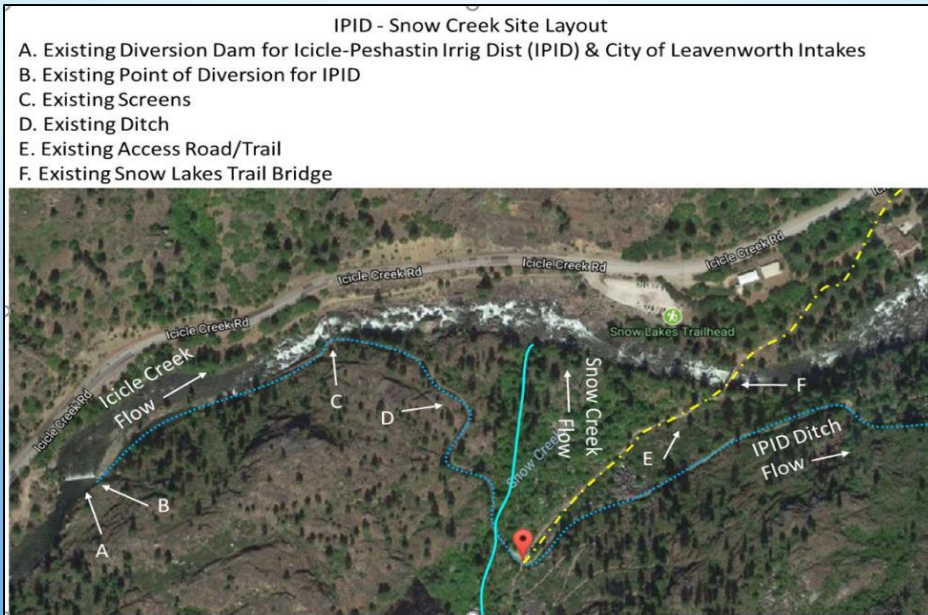 IPID - Snow Creek Site Layout
A. Existing Diversion Dam for Icicle-Peshastin Irrig Dist (IPID) & City of Leavenworth Intakes
B. Existing Point of Diversion for IPID
C. Existing Screens
D. Existing Ditch
E. Existing Access Road/Trail
F. Existing Snow Lakes Trail Bridge
Icicle Creek Rd
Icicle Creek Rd
Icicle Creek Rd
Icicle Creek Rd
Icicle Creek Rd
Snow Lakes Trailhead
Icicle Creek
Flow
Snow Creek
Flow
Snow Creek
F
C
D
E
IPID Ditch
Flow
B
A